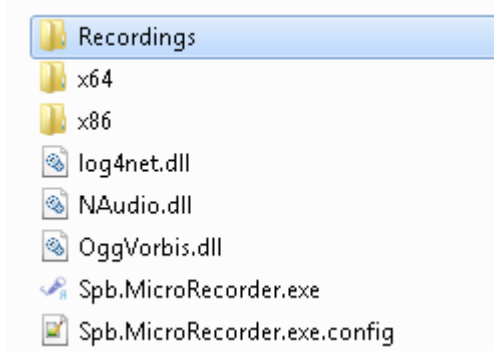 Recordings
x64
x86
log4net.dll
NAudio.dll
OggVorbis.dll
Spb.MicroRecorder.exe
Spb.MicroRecorder.exe.config